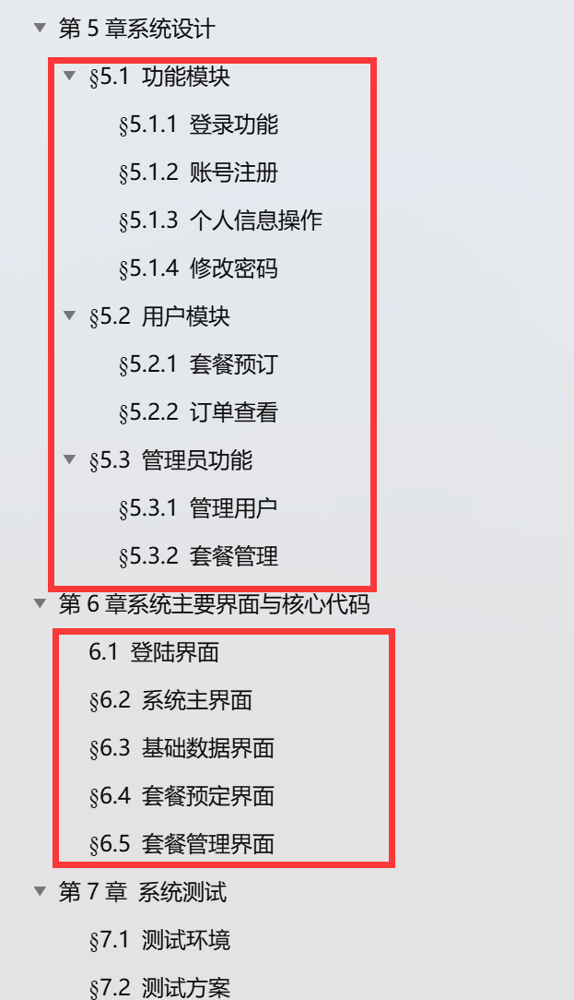 第 5 章系统设计
§5.1 功能模块
§5.1.1 登录功能
§5.1.2 账号注册
§5.1.3 个人信息操作
§5.1.4 修改密码
§5.2 用户模块
§5.2.1 套餐预订
§5.2.2 订单查看
§5.3 管理员功能
§5.3.1 管理用户
§5.3.2 套餐管理
第 6 章系统主要界面与核心代码
6.1 登陆界面
§6.2 系统主界面
§6.3 基础数据界面
§6.4 套餐预定界面
§6.5 套餐管理界面
第 7 章 系统测试
§7.1 测试环境
§7.2 测试方案